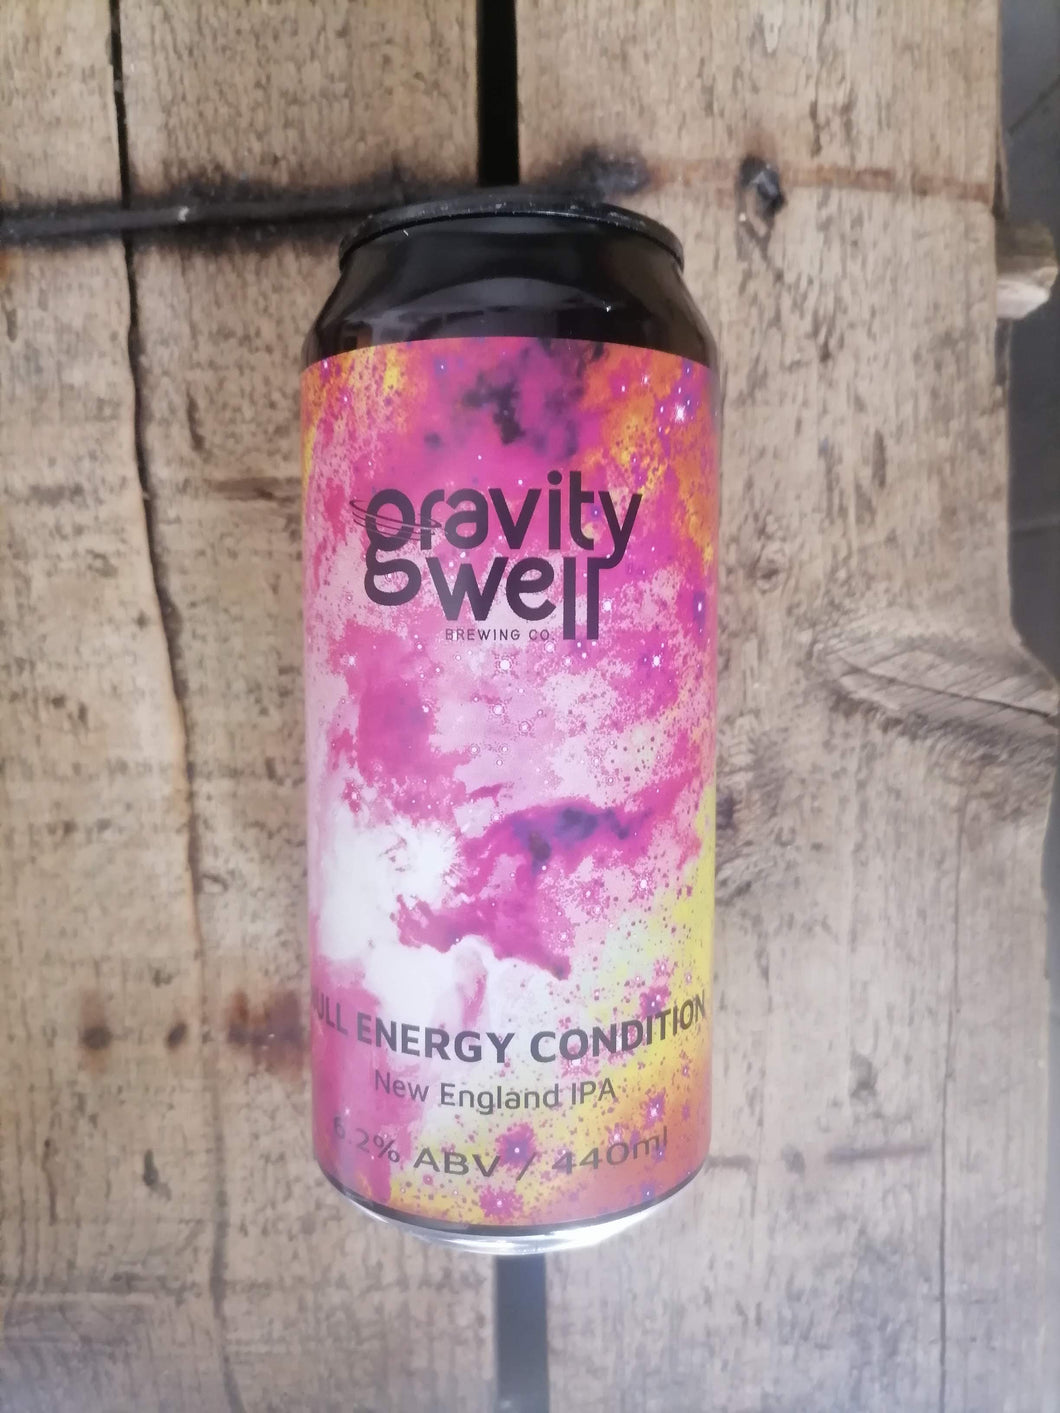 gravity
well
BREWING CO.
ULL ENERGY CONDITION
New England IPA
6.2% ABV / 440ml